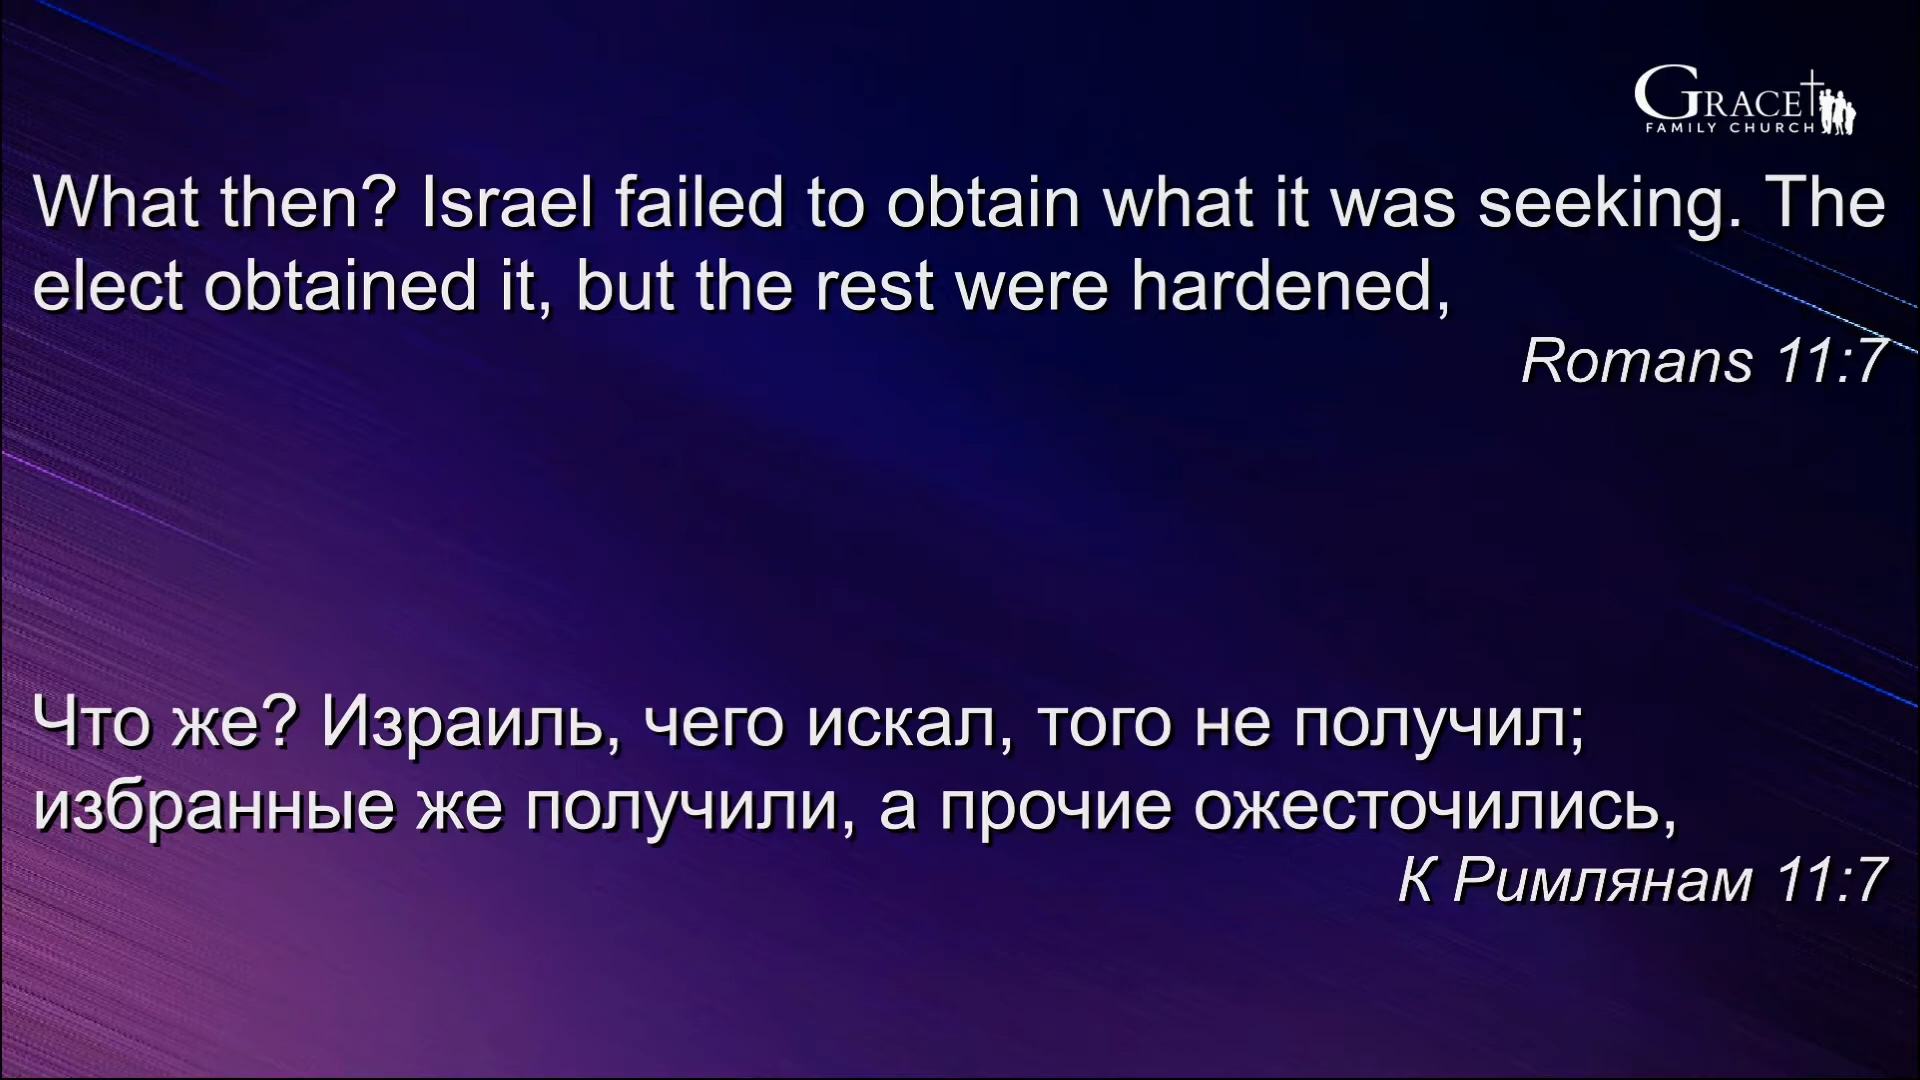 GRACE
FAMILY CHURCH
What then? Israel failed to obtain what it was seeking. The
elect obtained it, but the rest were hardened,
Romans 11:7
Что же? Израиль, чего искал, того не получил;
избранные же получили, а прочие ожесточились,
К Римлянам 11:7